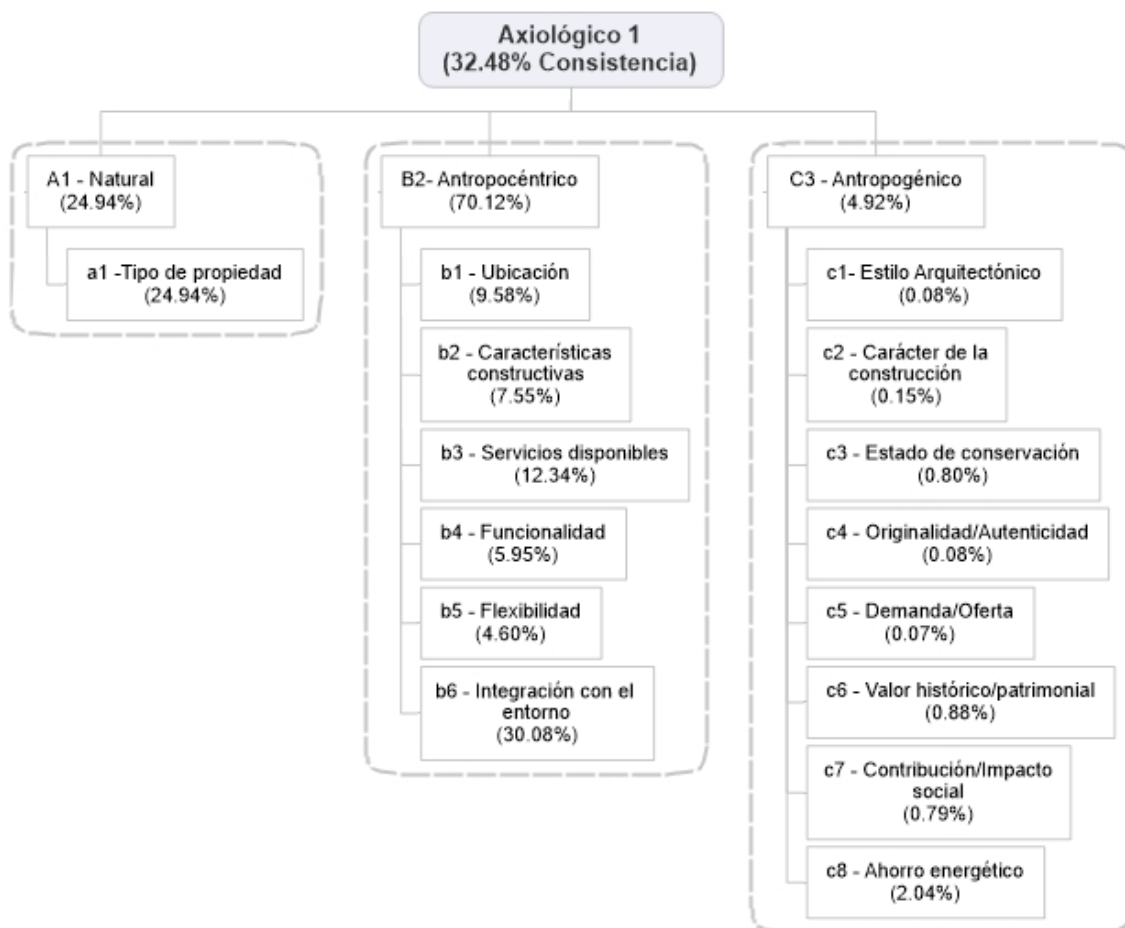 Axiológico 1
(32.48% Consistencia)
A1 - Natural
(24.94%)
a1 -Tipo de propiedad
(24.94%)
B2- Antropocéntrico
(70.12%)
b1 - Ubicación
(9.58%)
b2 - Características
constructivas
(7.55%)
b3 - Servicios disponibles
(12.34%)
b4 - Funcionalidad
(5.95%)
b5 - Flexibilidad
(4.60%)
b6 - Integración con el
entorno
(30.08%)
C3 - Antropogénico
(4.92%)
c1- Estilo Arquitectónico
(0.08%)
c2 - Carácter de la
construcción
(0.15%)
c3 - Estado de conservación
(0.80%)
c4 - Originalidad/Autenticidad
(0.08%)
c5 - Demanda/Oferta
(0.07%)
c6 - Valor histórico/patrimonial
(0.88%)
c7 - Contribución/Impacto
social
(0.79%)
c8 - Ahorro energético
(2.04%)